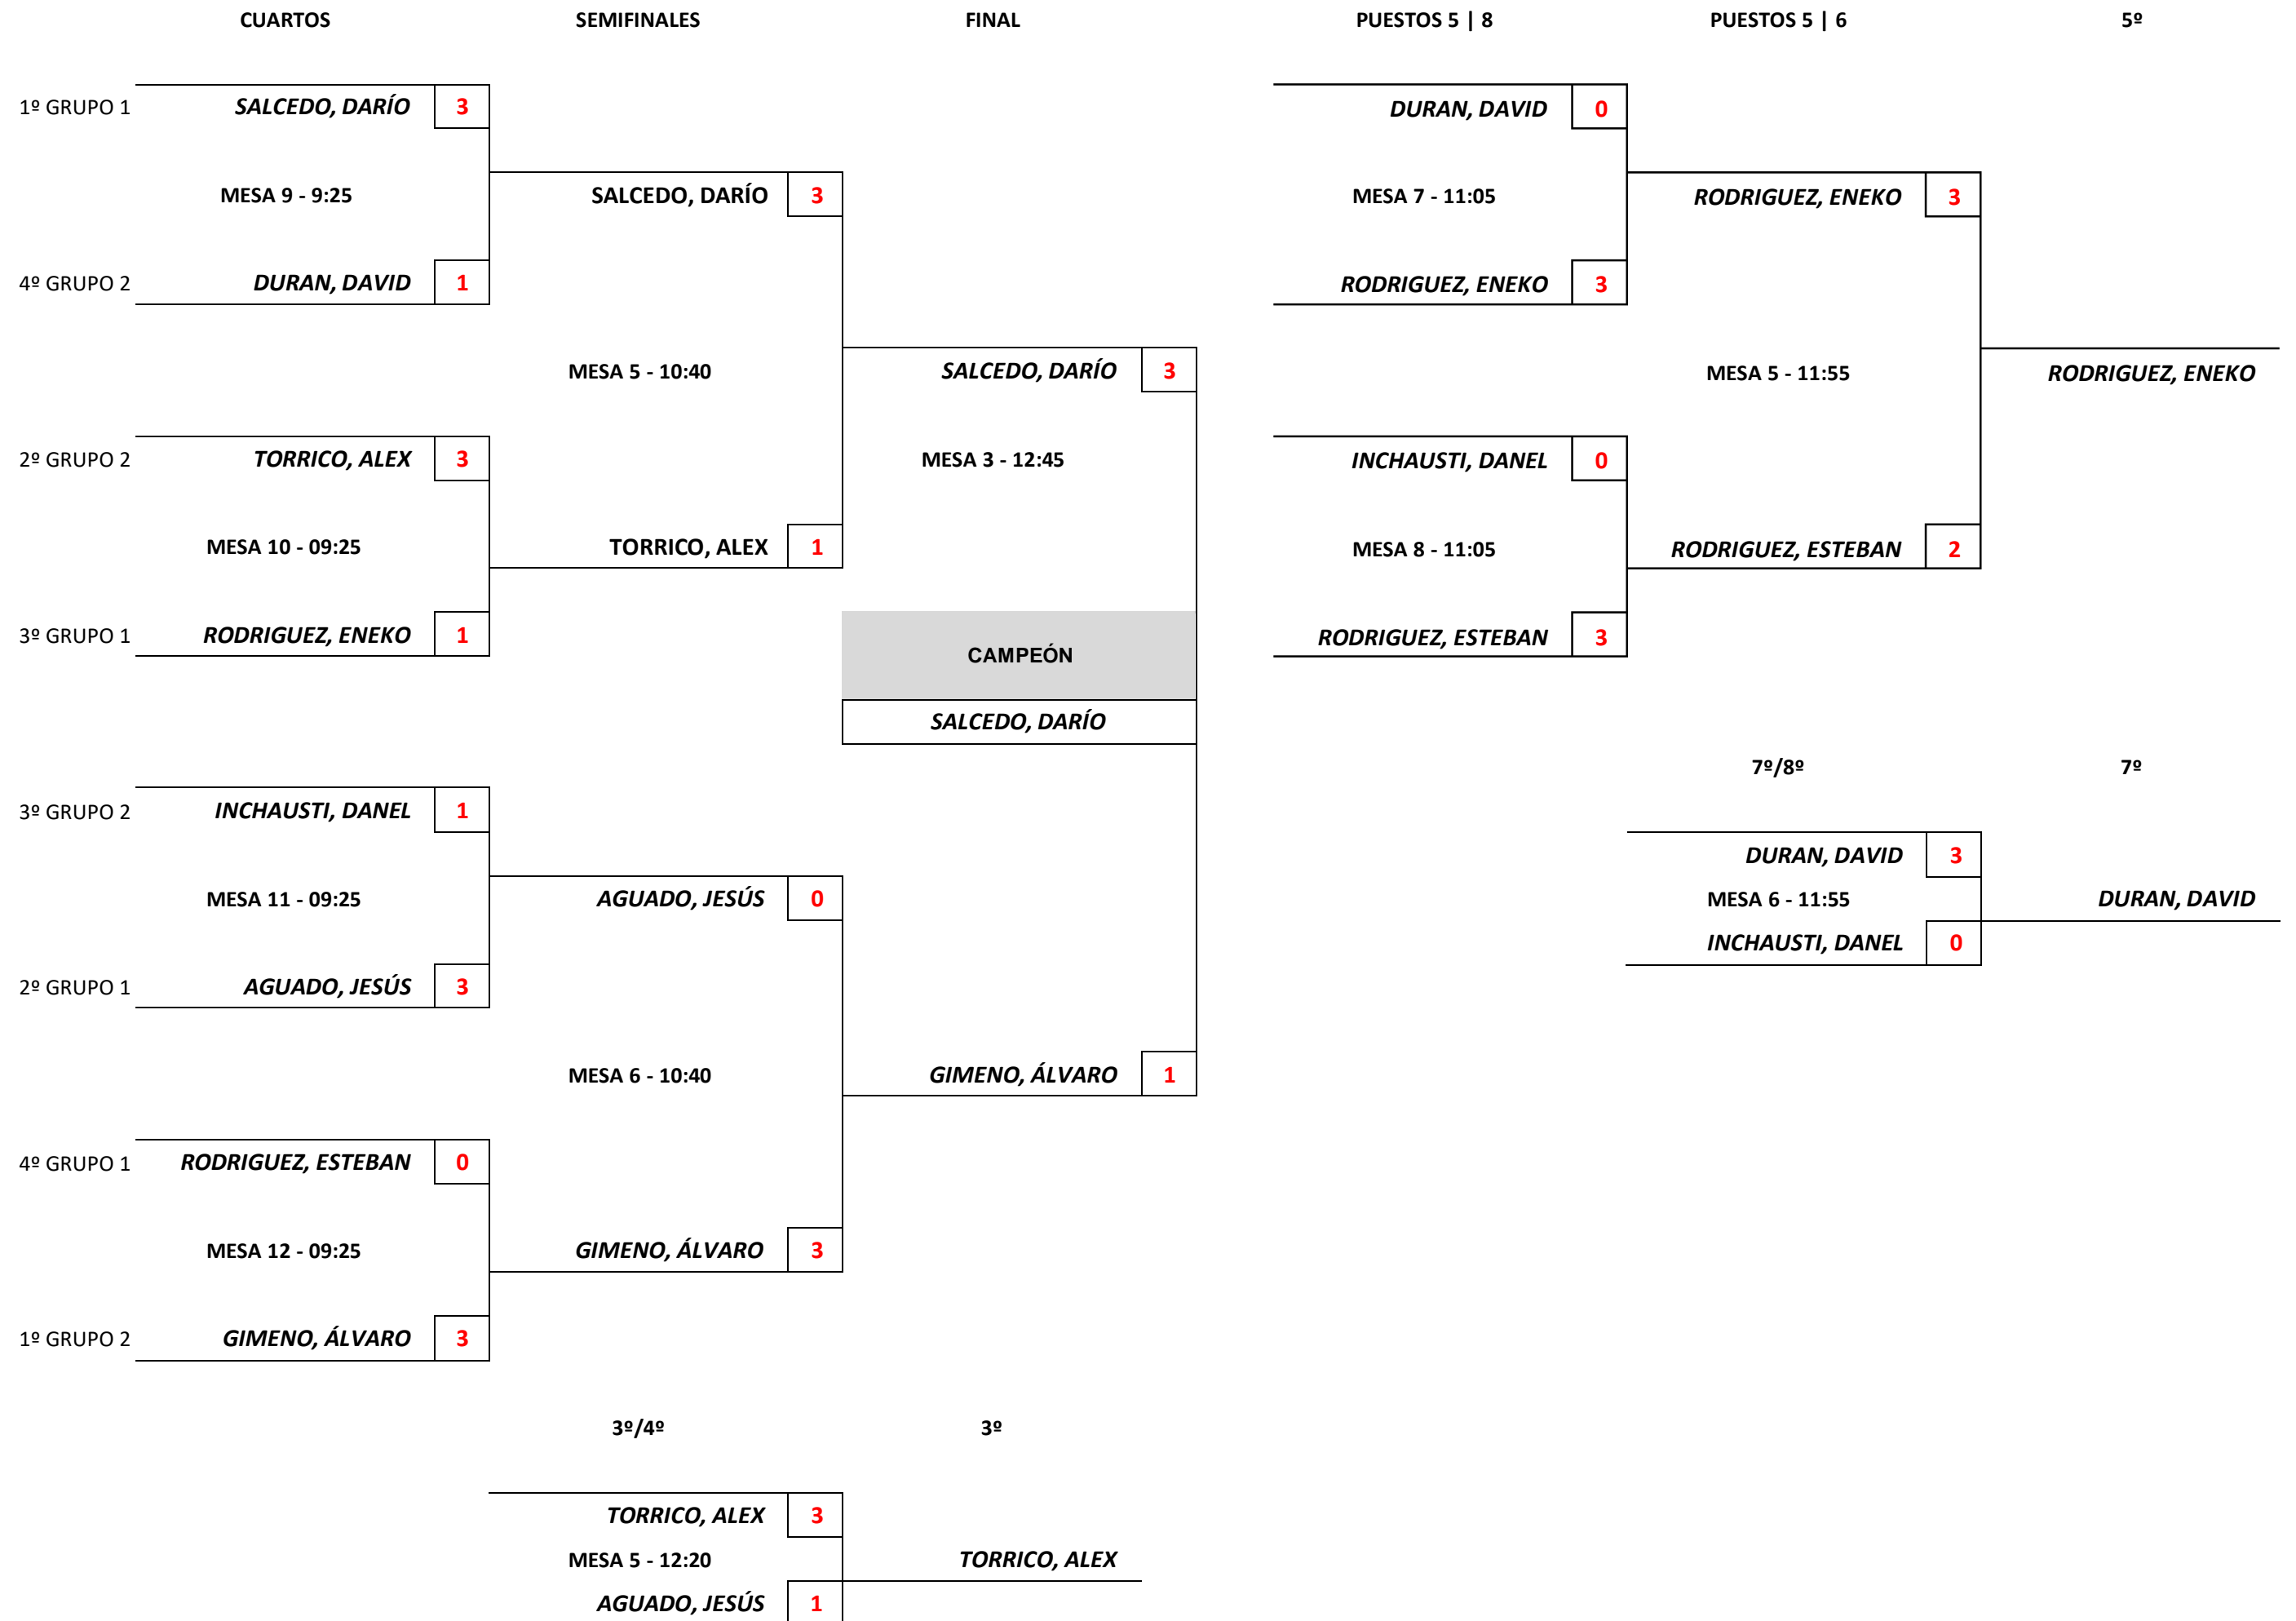 CUARTOS SEMIFINALES FINAL PUESTOS 5 | 8 PUESTOS 5 | 6 5º
1º GRUPO 1 SALCEDO, DARÍO 3 DURAN, DAVID 0
MESA 9 - 9:25 SALCEDO, DARÍO 3 MESA 7 - 11:05 RODRIGUEZ, ENEKO 3
4º GRUPO 2 DURAN, DAVID 1 RODRIGUEZ, ENEKO 3
MESA 5 - 10:40 SALCEDO, DARÍO 3 MESA 5 - 11:55 RODRIGUEZ, ENEKO
2º GRUPO 2 TORRICO, ALEX 3 MESA 3 - 12:45 INCHAUSTI, DANEL 0
MESA 10 - 09:25 TORRICO, ALEX 1 MESA 8 - 11:05 RODRIGUEZ, ESTEBAN 2
3º GRUPO 1 RODRIGUEZ, ENEKO 1 RODRIGUEZ, ESTEBAN 3
CAMPEÓN
SALCEDO, DARÍO
7º/8º 7º
3º GRUPO 2 INCHAUSTI, DANEL 1
DURAN, DAVID 3
MESA 11 - 09:25 AGUADO, JESÚS 0 MESA 6 - 11:55 DURAN, DAVID
INCHAUSTI, DANEL 0
2º GRUPO 1 AGUADO, JESÚS 3
MESA 6 - 10:40 GIMENO, ÁLVARO 1
4º GRUPO 1 RODRIGUEZ, ESTEBAN 0
MESA 12 - 09:25 GIMENO, ÁLVARO 3
1º GRUPO 2 GIMENO, ÁLVARO 3
3º/4º 3º
TORRICO, ALEX 3
MESA 5 - 12:20 TORRICO, ALEX
AGUADO, JESÚS 1